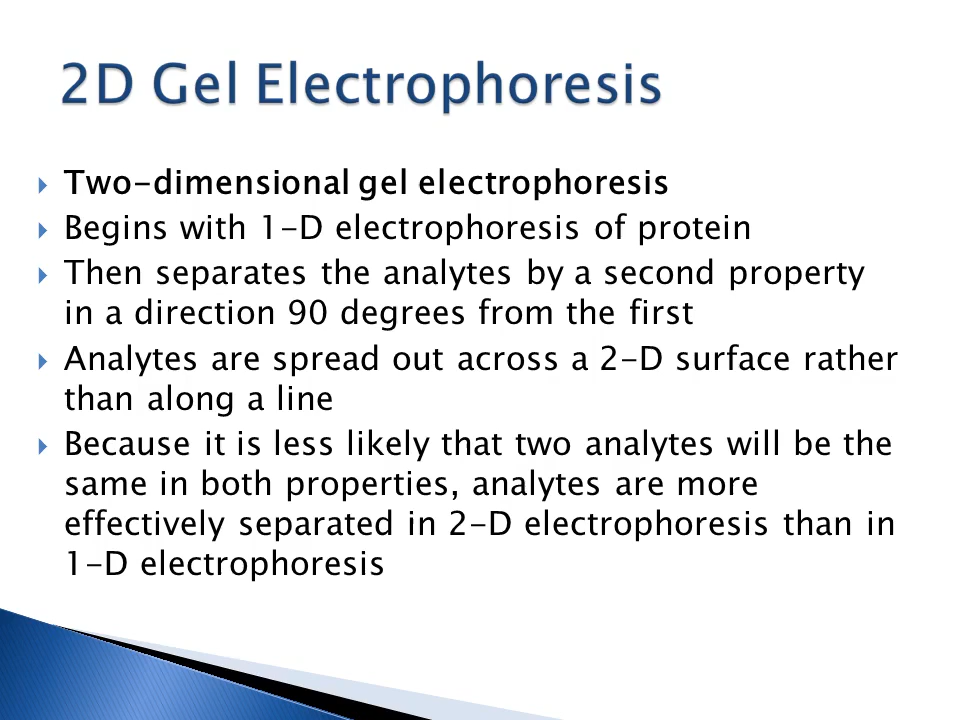 2D Gel Electrophoresis
Two-dimensional gel electrophoresis
Begins with 1-D electrophoresis of protein
Then separates the analytes by a second property
in a direction 90 degrees from the first
Analytes are spread out across a 2-D surface rather
than along a line
Because it is less likely that two analytes will be the
same in both properties, analytes are more
effectively separated in 2-D electrophoresis than in
1-D electrophoresis